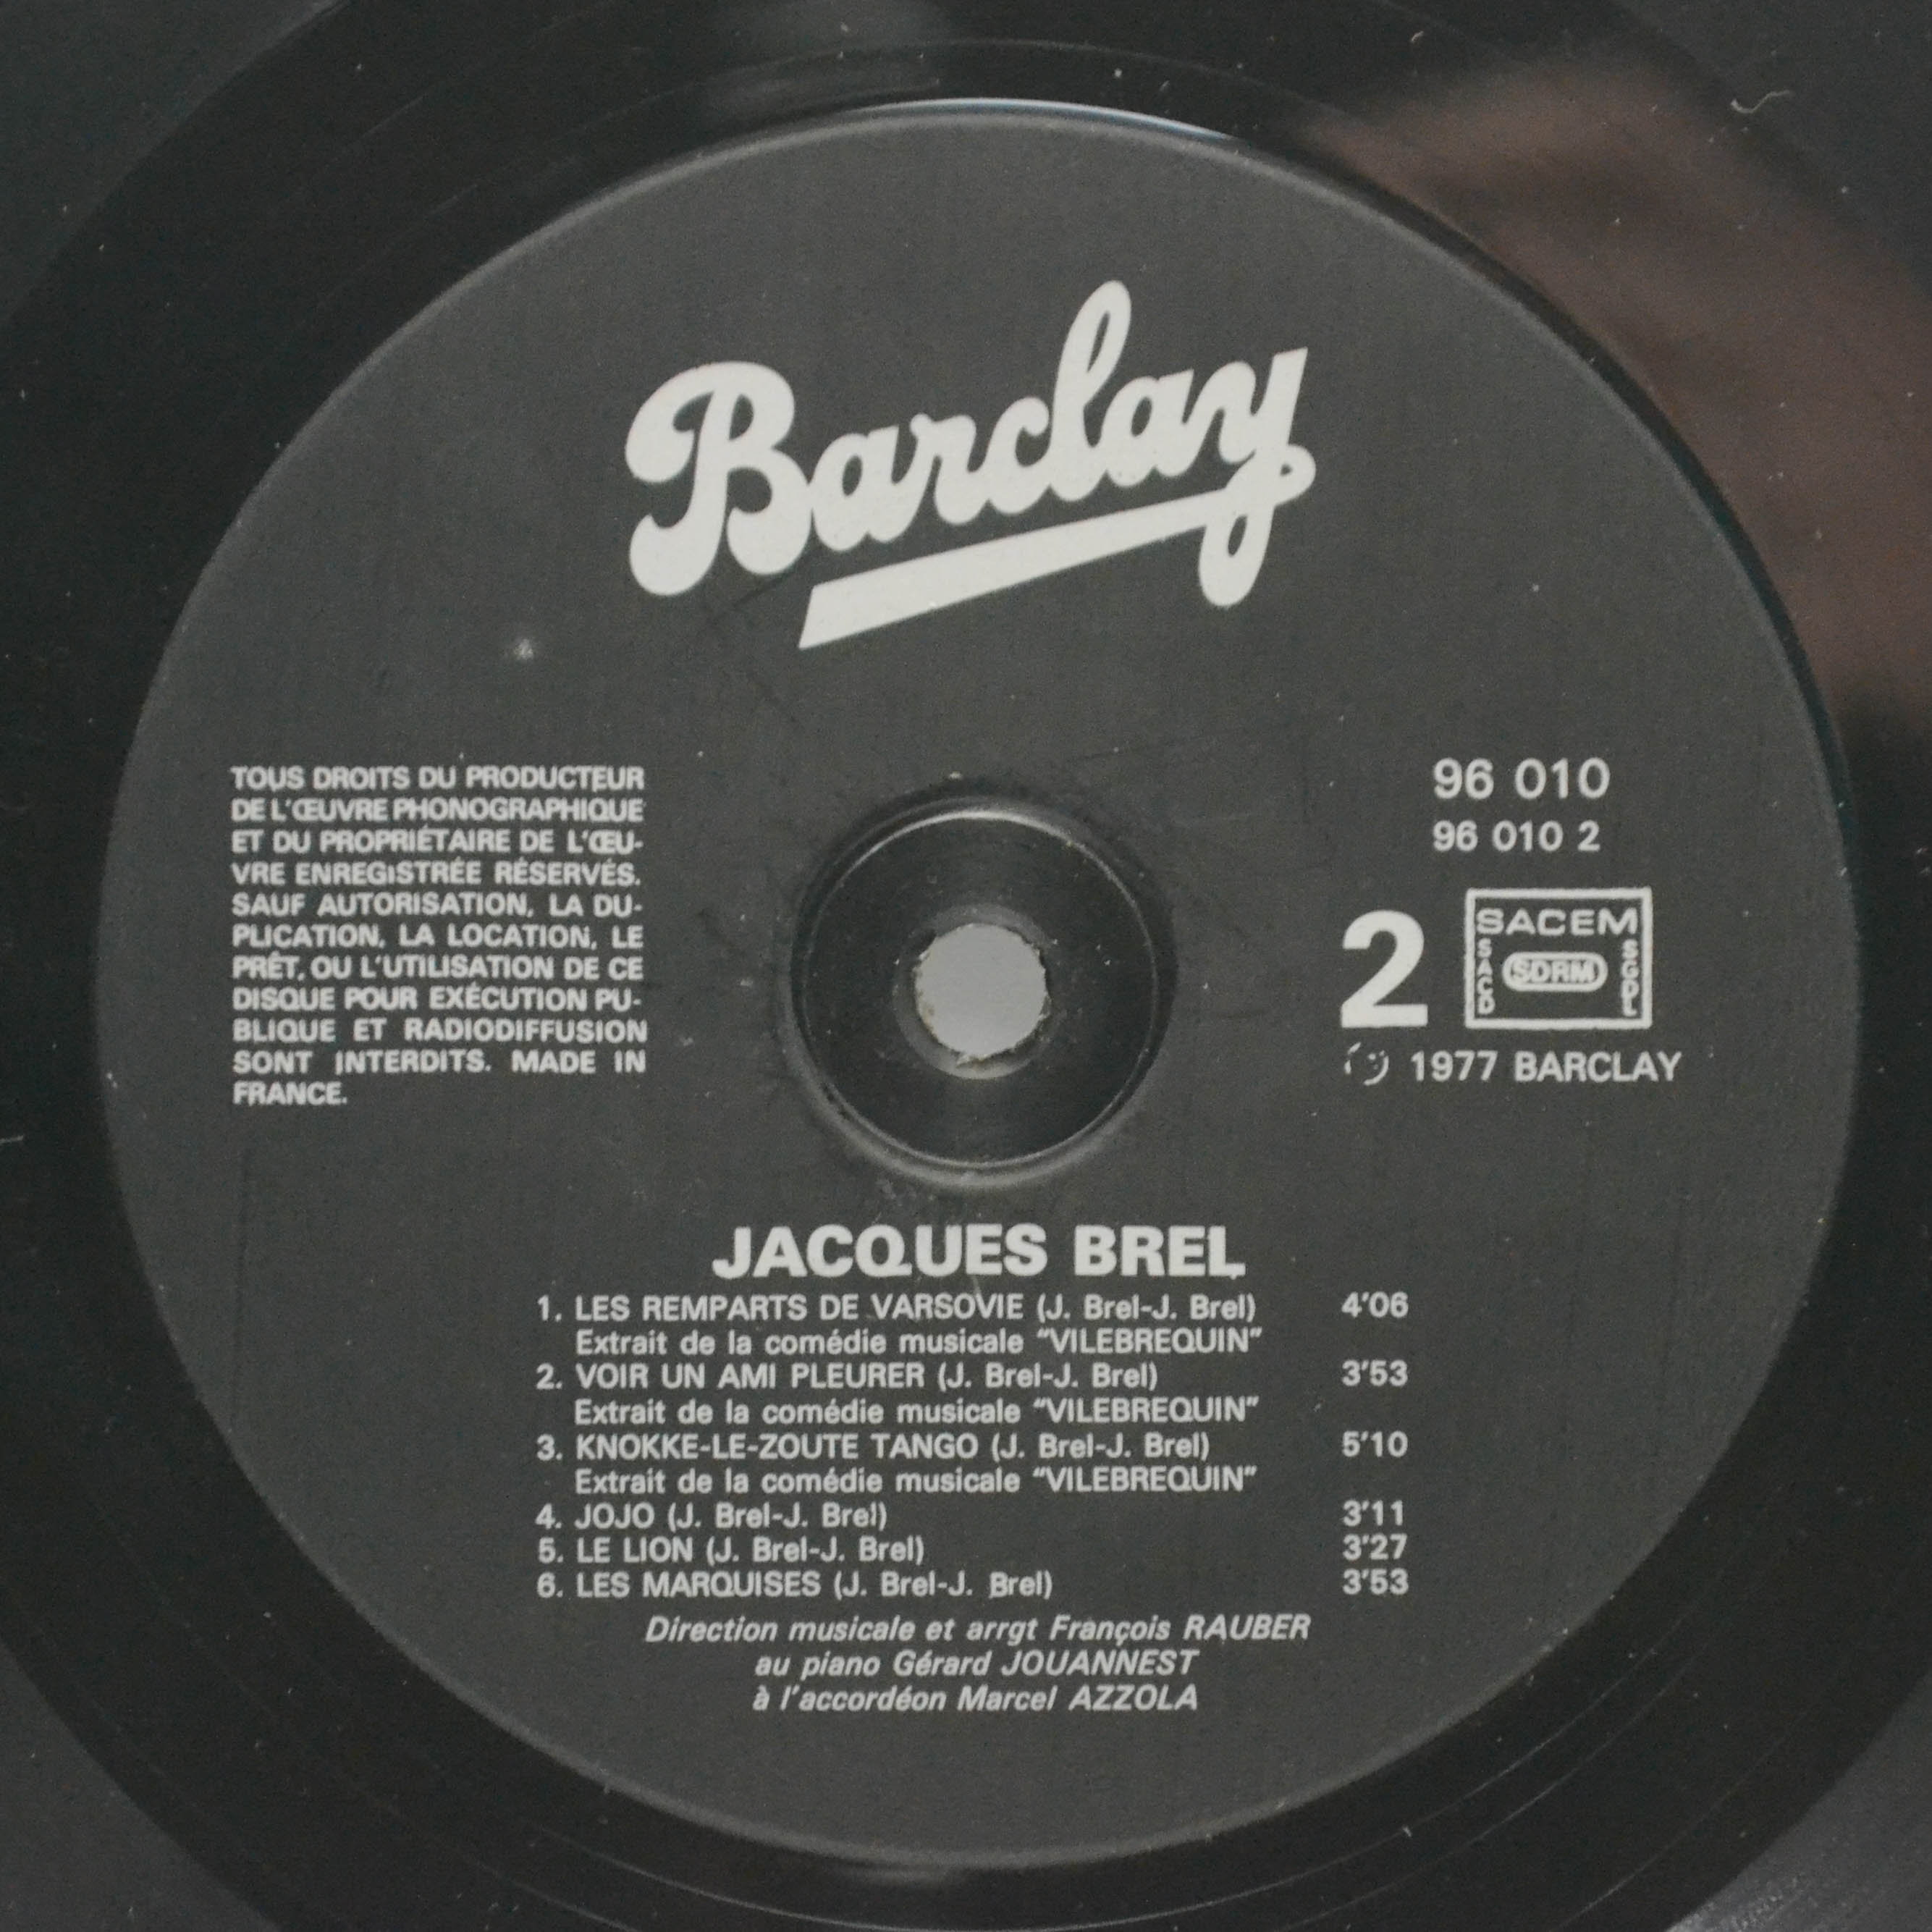 Barclay
TOUS DROITS DU PRODUCTEUR
DE L'ŒUVRE PHONOGRAPHIQUE
ET DU PROPRIÉTAIRE DE L'ŒU-
VRE ENREGISTRÉE RÉSERVÉS.
SAUF AUTORISATION, LA DU-
PLICATION, LA LOCATION, LE
PRÊT, OU L'UTILISATION DE CE
DISQUE POUR EXÉCUTION PU-
BLIQUE ET RADIODIFFUSION
SONT INTERDITS. MADE IN
FRANCE.
96 010
96 010 2
2
SACEM
SACD
SDRM
SGDL
℗ 1977 BARCLAY
JACQUES BREL
1. LES REMPARTS DE VARSOVIE (J. Brel-J. Brel) 4'06
Extrait de la comédie musicale "VILEBREQUIN"
2. VOIR UN AMI PLEURER (J. Brel-J. Brel) 3'53
Extrait de la comédie musicale "VILEBREQUIN"
3. KNOKKE-LE-ZOUTE TANGO (J. Brel-J. Brel) 5'10
Extrait de la comédie musicale "VILEBREQUIN"
4. JOJO (J. Brel-J. Brel) 3'11
5. LE LION (J. Brel-J. Brel) 3'27
6. LES MARQUISES (J. Brel-J. Brel) 3'53
Direction musicale et arrgt François RAUBER
au piano Gérard JOUANNEST
à l'accordéon Marcel AZZOLA